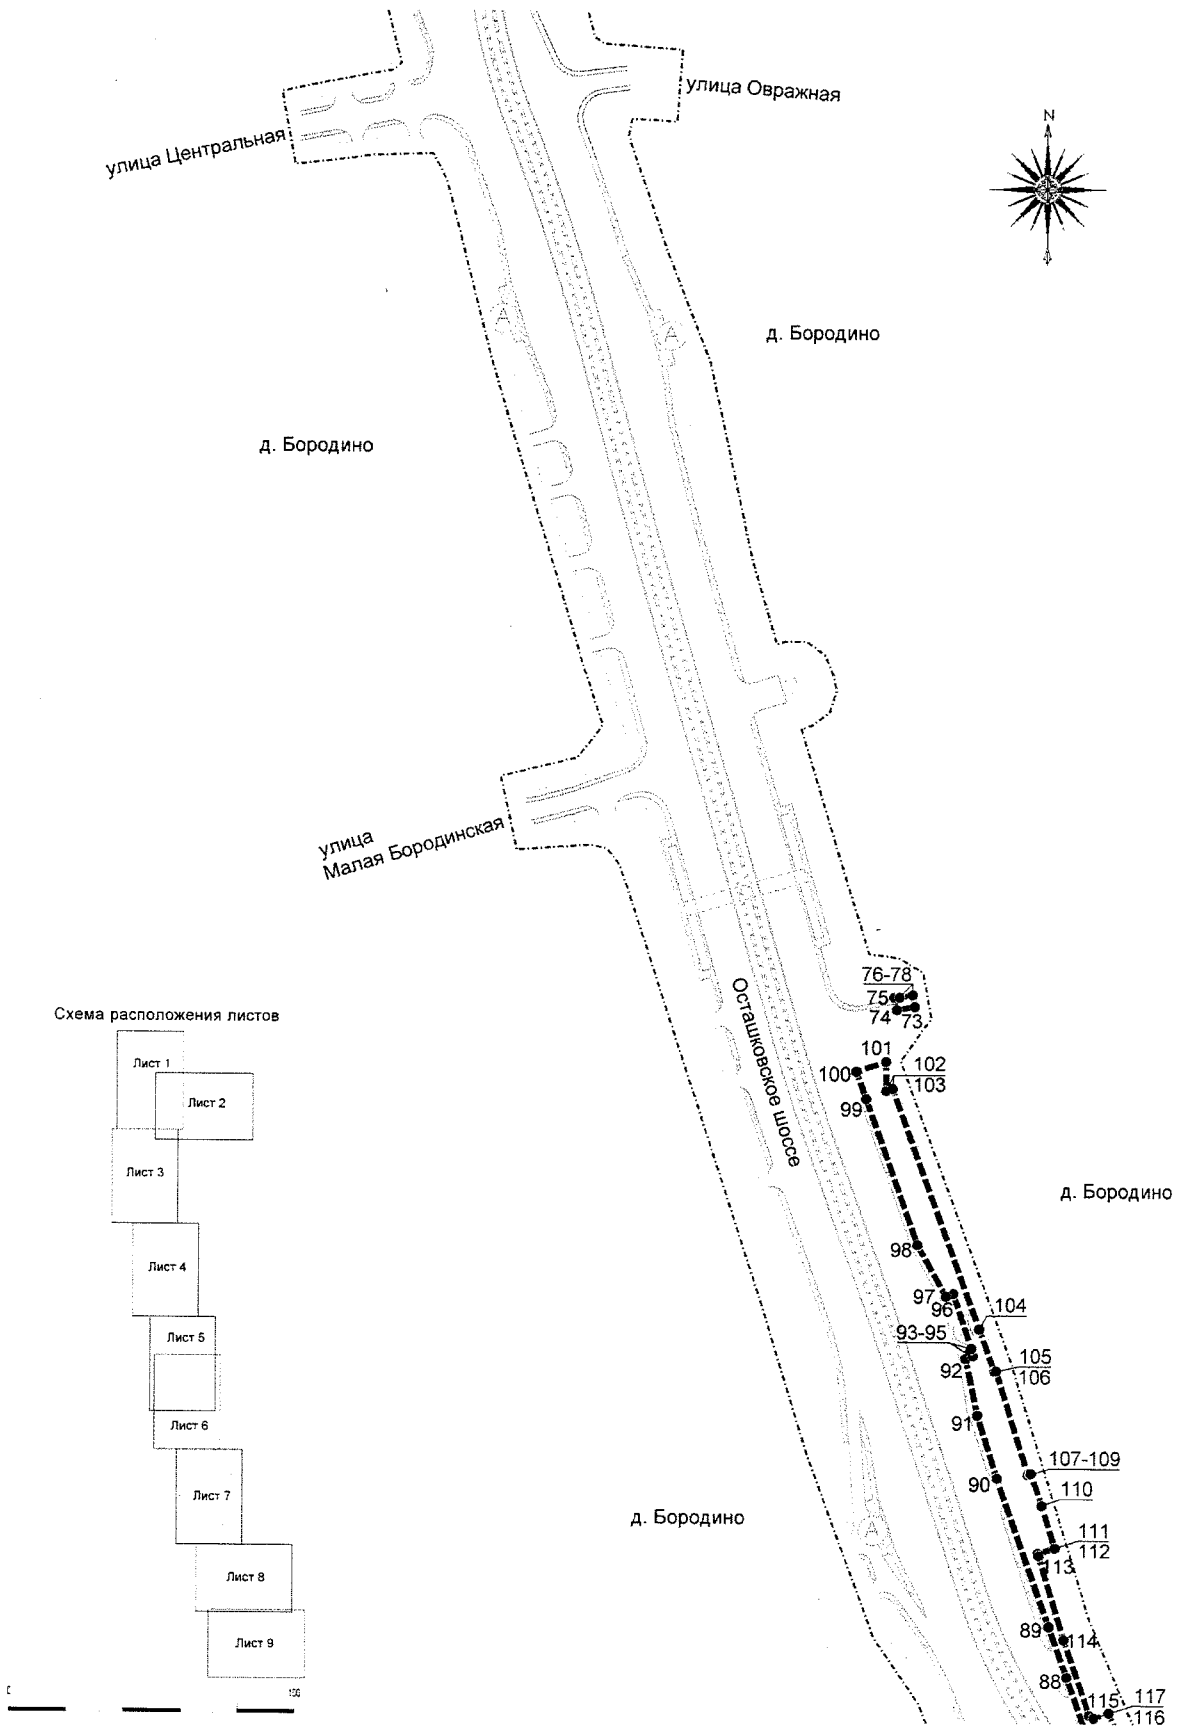 улица Овражная
улица Центральная
N
А
А
д. Бородино
д. Бородино
улица
Малая Бородинская
76-78
75
74
73
Осташковское шоссе
Схема расположения листов
Лист 1
Лист 2
Лист 3
Лист 4
Лист 5
Лист 6
Лист 7
Лист 8
Лист 9
101
100
102
103
99
д. Бородино
98
97
96
104
93-95
92
105
106
91
107-109
90
110
д. Бородино
А
111
112
113
89
114
88
115
117
116